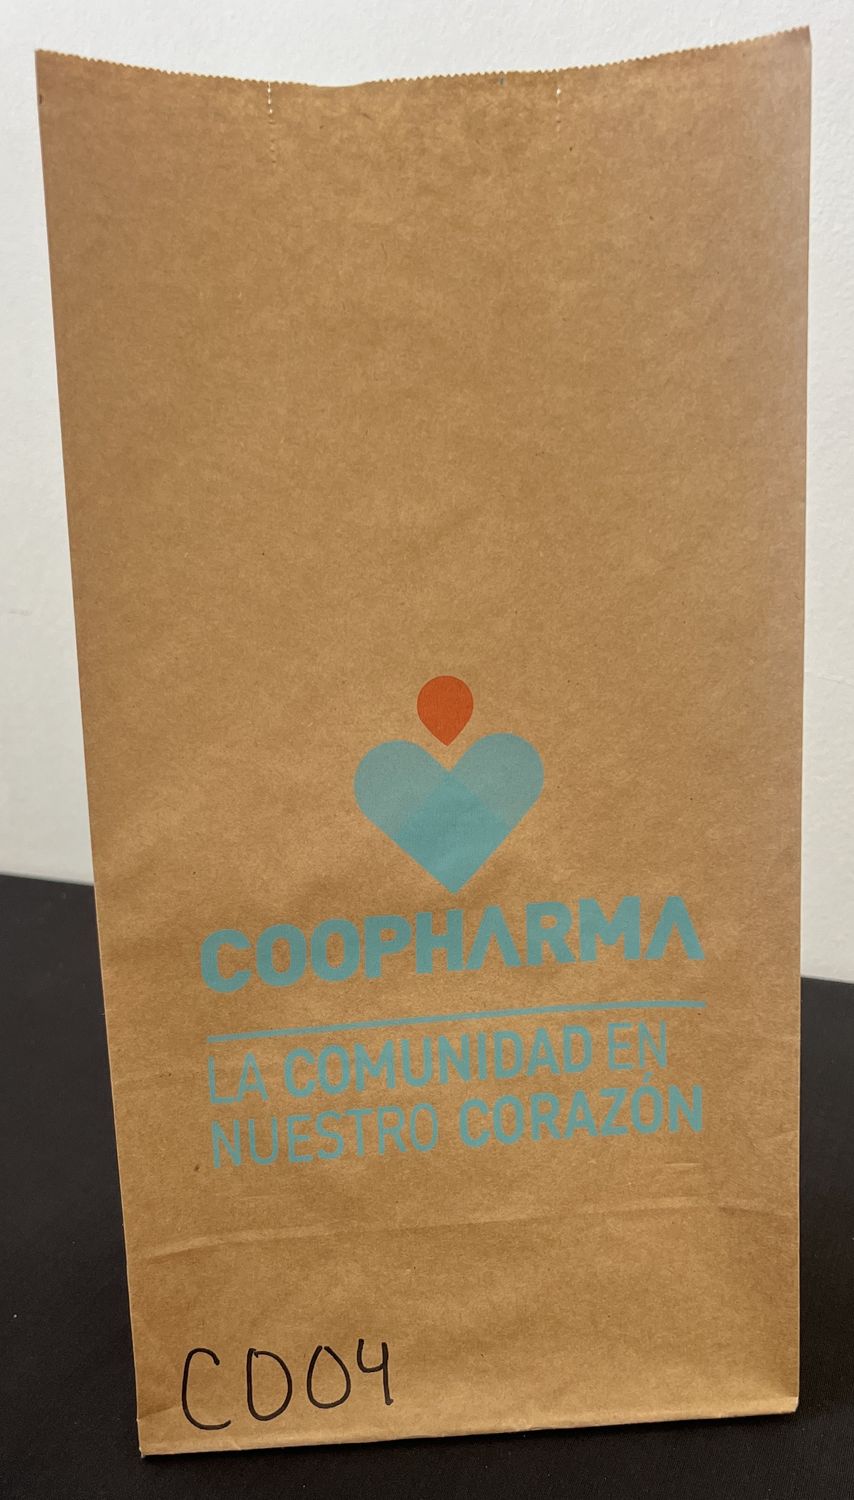 COOPHARMA
LA COMUNIDAD EN
NUESTRO CORAZÓN
CD04